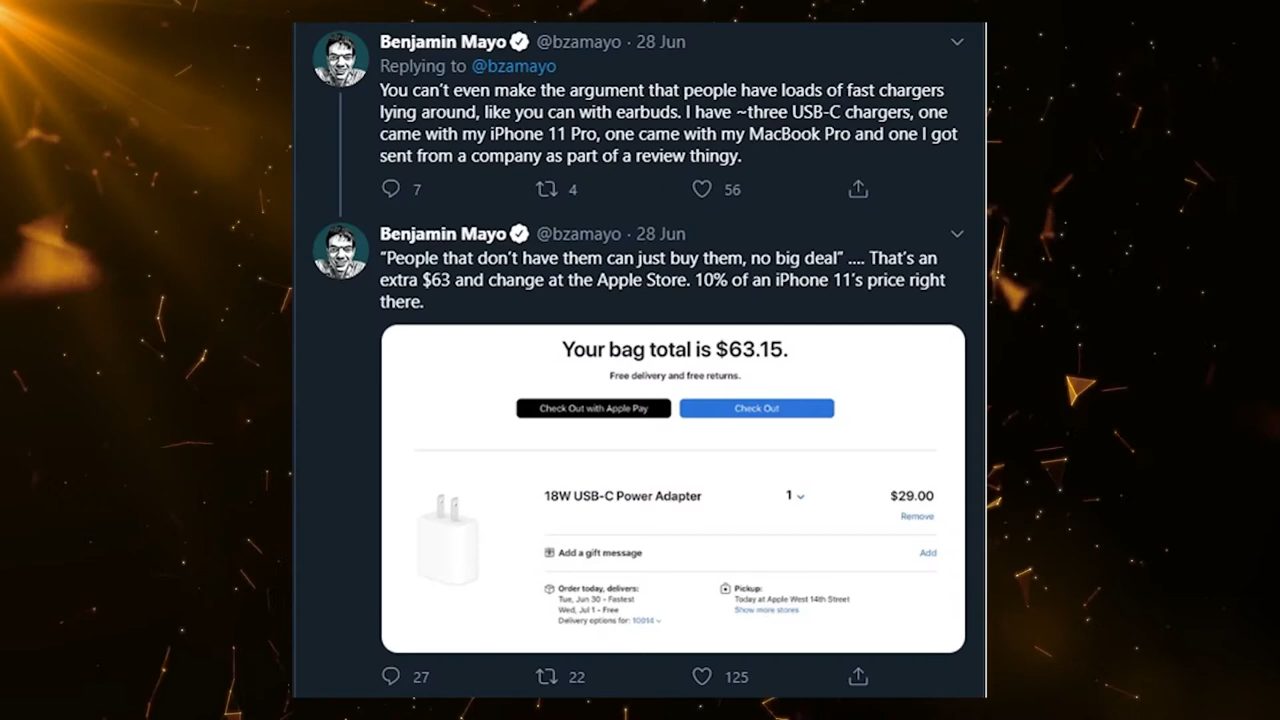 Benjamin Mayo @bzamayo · 28 Jun
Replying to @bzamayo
You can't even make the argument that people have loads of fast chargers
lying around, like you can with earbuds. I have ~three USB-C chargers, one
came with my iPhone 11 Pro, one came with my MacBook Pro and one I got
sent from a company as part of a review thingy.
7 4 56
Benjamin Mayo @bzamayo · 28 Jun
"People that don't have them can just buy them, no big deal" .... That's an
extra $63 and change at the Apple Store. 10% of an iPhone 11's price right
there.
Your bag total is $63.15.
Free delivery and free returns.
Check Out with Apple Pay Check Out
18W USB-C Power Adapter 1 $29.00
Remove
Add a gift message Add
Order today, delivers: Pickup:
Tue, Jun 30 - Fastest Today at Apple West 14th Street
Wed, Jul 1 - Free Show more stores
Delivery options for: 10014
27 22 125